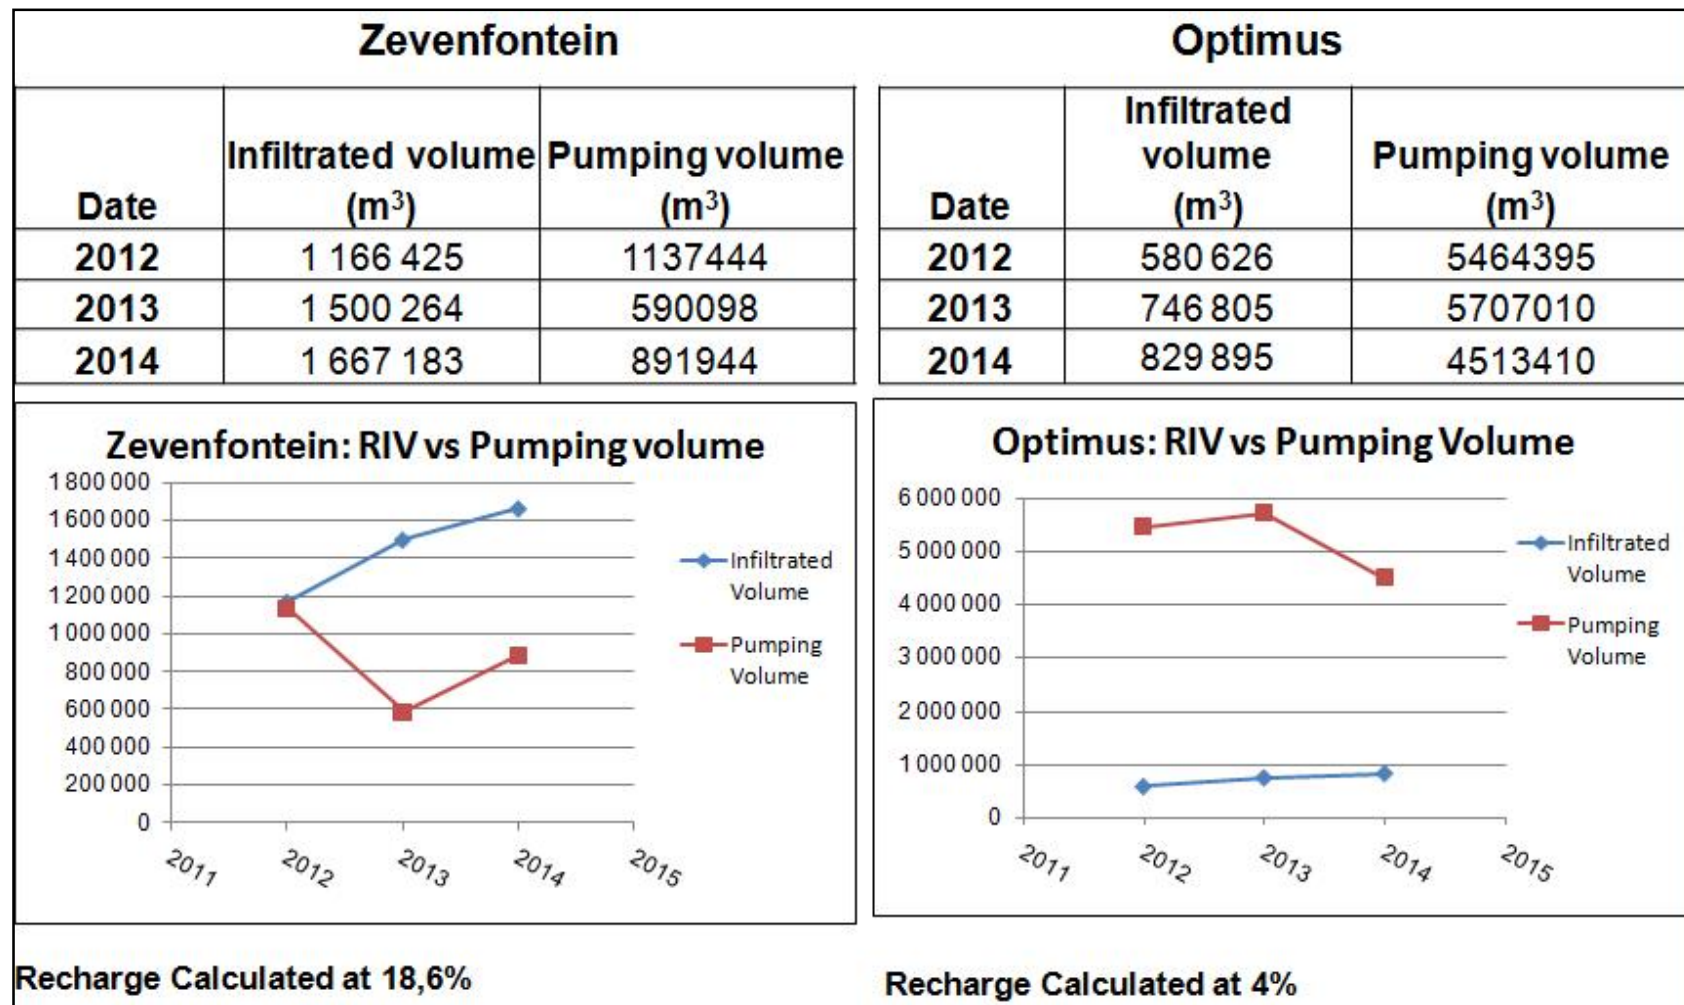 Zevenfontein
Date
Infiltrated volume
(m³)
Pumping volume
(m³)
2012 1 166 425 1137444
2013 1 500 264 590098
2014 1 667 183 891944
Optimus
Date
Infiltrated
volume
(m³)
Pumping volume
(m³)
2012 580 626 5464395
2013 746 805 5707010
2014 829 895 4513410
Zevenfontein: RIV vs Pumping volume
1 800 000
1 600 000
1 400 000
1 200 000
1 000 000
800 000
600 000
400 000
200 000
0
2011 2012 2013 2014 2015
Infiltrated
Volume
Pumping
Volume
Optimus: RIV vs Pumping Volume
6 000 000
5 000 000
4 000 000
3 000 000
2 000 000
1 000 000
0
2011 2012 2013 2014 2015
Infiltrated
Volume
Pumping
Volume
Recharge Calculated at 18,6%
Recharge Calculated at 4%